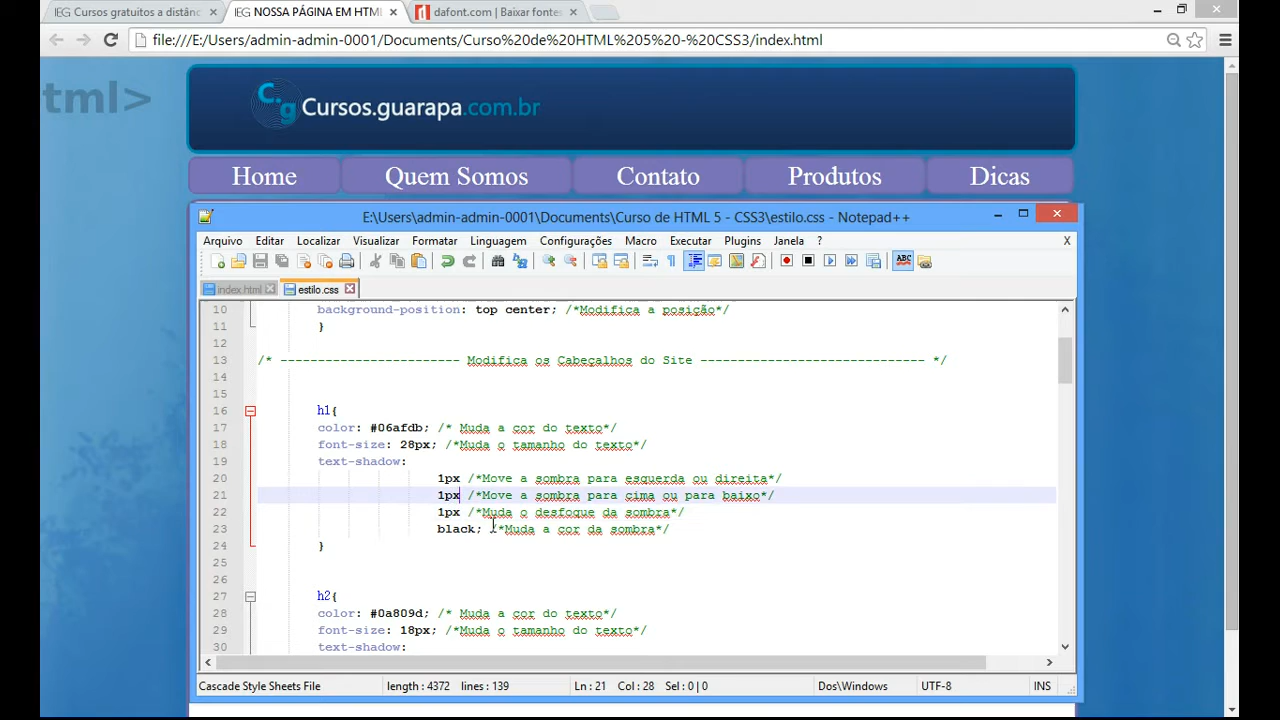 IEG Cursos gratuitos a distânc
IEG NOSSA PÁGINA EM HTML
dafont.com | Baixar fontes
file:///E:/Users/admin-admin-0001/Documents/Curso%20de%20HTML%205%20-%20CSS3/index.html
tml>
C.g Cursos.guarapa.com.br
Home Quem Somos Contato Produtos Dicas
E:\Users\admin-admin-0001\Documents\Curso de HTML 5 - CSS3\estilo.css - Notepad++
Arquivo Editar Localizar Visualizar Formatar Linguagem Configurações Macro Executar Plugins Janela ? X
index.html estilo.css
10 background-position: top center; /*Modifica a posição*/
11 }
12
13 /* ------------------------ Modifica os Cabeçalhos do Site ------------------------------ */
14
15
16 h1{
17 color: #06afdb; /* Muda a cor do texto*/
18 font-size: 28px; /*Muda o tamanho do texto*/
19 text-shadow:
20 1px /*Move a sombra para esquerda ou direita*/
21 1px /*Move a sombra para cima ou para baixo*/
22 1px /*Muda o desfoque da sombra*/
23 black; /*Muda a cor da sombra*/
24 }
25
26
27 h2{
28 color: #0a809d; /* Muda a cor do texto*/
29 font-size: 18px; /*Muda o tamanho do texto*/
30 text-shadow:
Cascade Style Sheets File length : 4372 lines : 139 Ln : 21 Col : 28 Sel : 0 | 0 Dos\Windows UTF-8 INS